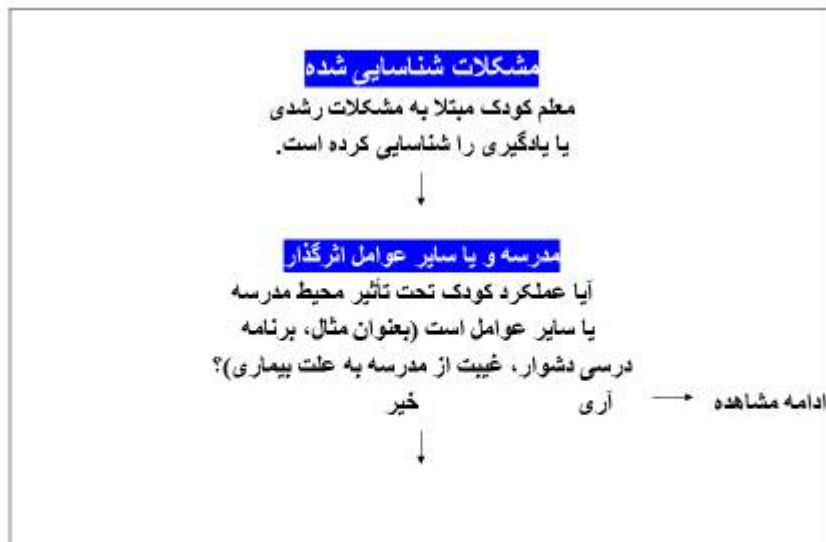 مشکلات شناسایی شده
معلم کودک مبتلا به مشکلات رشدی
یا یادگیری را شناسایی کرده است.
مدرسه و یا سایر عوامل اثرگذار
آیا عملکرد کودک تحت تأثیر محیط مدرسه
یا سایر عوامل است (بعنوان مثال، برنامه
درسی دشوار، غیبت از مدرسه به علت بیماری)؟
ادامه مشاهده آری خیر